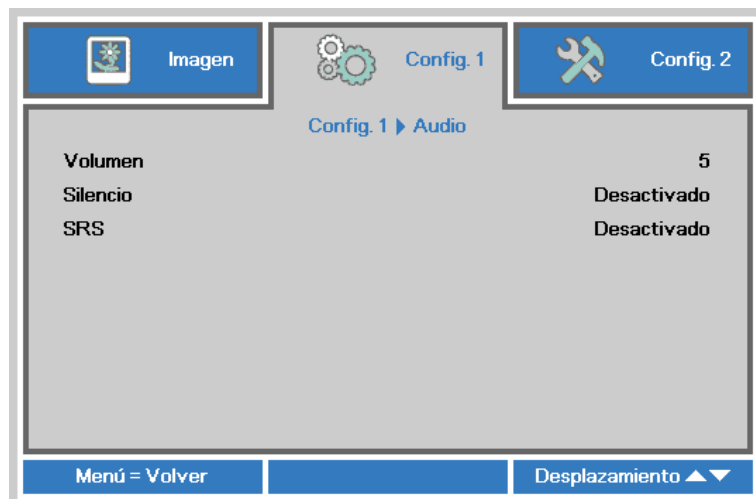 Imagen
Config. 1
Config. 2
Config. 1 ▶ Audio
Volumen 5
Silencio Desactivado
SRS Desactivado
Menú = Volver
Desplazamiento ▲▼